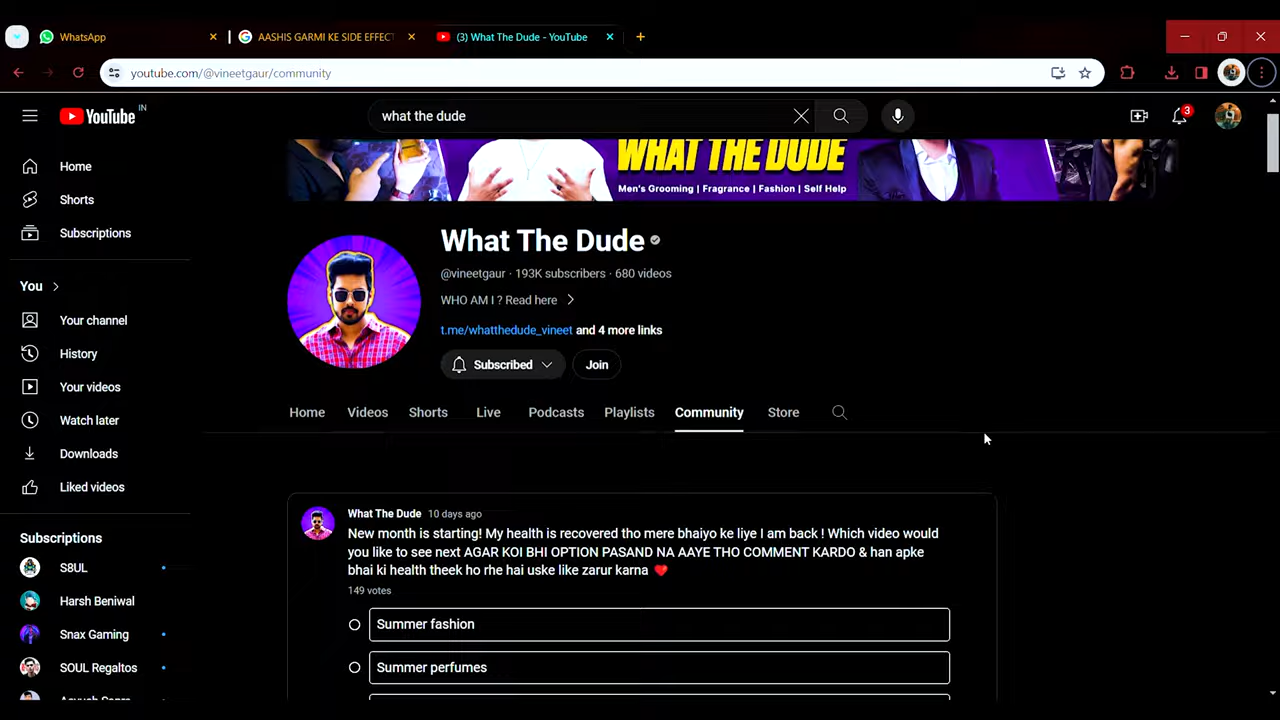 WhatsApp
AASHIS GARMI KE SIDE EFFECT
(3) What The Dude - YouTube
youtube.com/@vineetgaur/community
YouTube IN
what the dude
3
Home
Shorts
Subscriptions
You
Your channel
History
Your videos
Watch later
Downloads
Liked videos
Subscriptions
S8UL
Harsh Beniwal
Snax Gaming
SOUL Regaltos
WHAT THE DUDE
Men's Grooming | Fragrance | Fashion | Self Help
What The Dude
@vineetgaur · 193K subscribers · 680 videos
WHO AM I ? Read here
t.me/whatthedude_vineet and 4 more links
Subscribed
Join
Home Videos Shorts Live Podcasts Playlists Community Store
What The Dude 10 days ago
New month is starting! My health is recovered tho mere bhaiyo ke liye I am back ! Which video would
you like to see next AGAR KOI BHI OPTION PASAND NA AAYE THO COMMENT KARDO & han apke
bhai ki health theek ho rhe hai uske like zarur karna ❤️
149 votes
Summer fashion
Summer perfumes